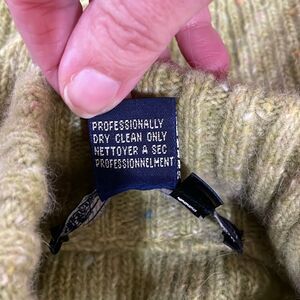 PROFESSIONALLY
DRY CLEAN ONLY
NETTOYER A SEC
PROFESSIONNELMENT